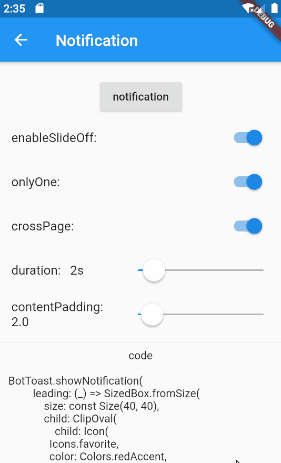 2:35
DEBUG
Notification
notification
enableSlideOff:
onlyOne:
crossPage:
duration: 2s
contentPadding:
2.0
code
BotToast.showNotification(
leading: (_) => SizedBox.fromSize(
size: const Size(40, 40),
child: ClipOval(
child: Icon(
Icons.favorite,
color: Colors.redAccent,